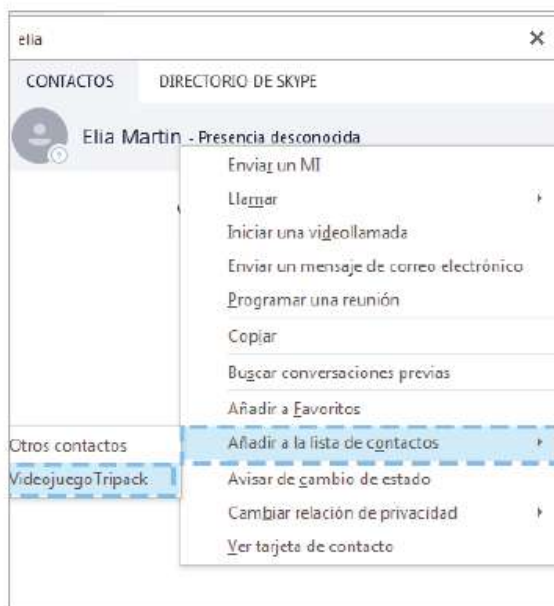 elia
CONTACTOS DIRECTORIO DE SKYPE
Elia Martin - Presencia desconocida
Enviar un MI
Llamar
Iniciar una videollamada
Enviar un mensaje de correo electrónico
Programar una reunión
Copiar
Buscar conversaciones previas
Añadir a Favoritos
Añadir a la lista de contactos
Otros contactos
VideojuegoTripack
Avisar de cambio de estado
Cambiar relación de privacidad
Ver tarjeta de contacto